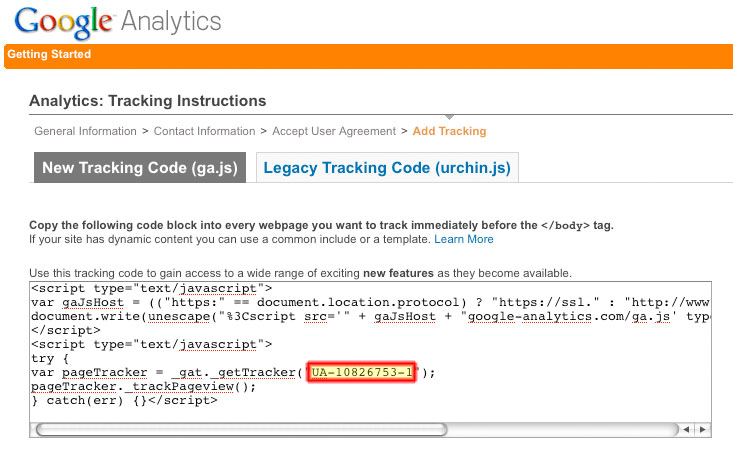 Google Analytics
Getting Started
Analytics: Tracking Instructions
General Information > Contact Information > Accept User Agreement > Add Tracking
New Tracking Code (ga.js) Legacy Tracking Code (urchin.js)
Copy the following code block into every webpage you want to track immediately before the </body> tag.
If your site has dynamic content you can use a common include or a template. Learn More
Use this tracking code to gain access to a wide range of exciting new features as they become available.
<script type="text/javascript">
var gaJsHost = (("https:" == document.location.protocol) ? "https://ssl." : "http://www
document.write(unescape("%3Cscript src='" + gaJsHost + "google-analytics.com/ga.js' typ
</script>
<script type="text/javascript">
try {
var pageTracker = _gat._getTracker("UA-10826753-1");
pageTracker._trackPageview();
} catch(err) {}</script>